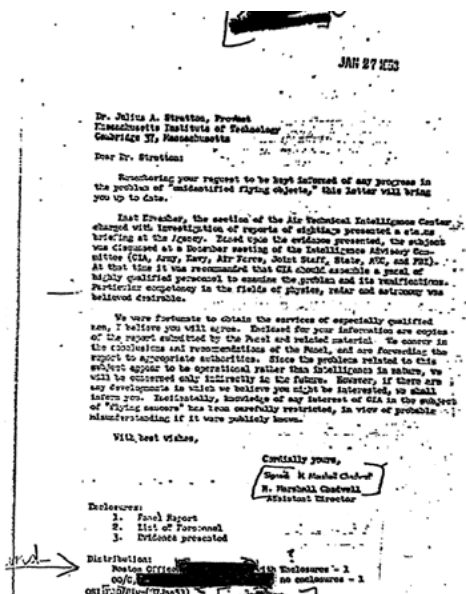 JAN 27 1953
Dr. Julius A. Stratton, Provost
Massachusetts Institute of Technology
Cambridge 37, Massachusetts
Dear Dr. Stratton:
Remembering your request to be kept informed of any progress in
the problem of "unidentified flying objects," this letter will bring
you up to date.
Last November, the section of the Air Technical Intelligence Center
charged with investigation of reports of sightings presented a status
briefing at the Agency. Based upon the evidence presented, the subject
was discussed at a December meeting of the Intelligence Advisory Com-
mittee (CIA, Army, Navy, Air Force, Joint Staff, State, AEC, and FBI).
At that time it was recommended that CIA should assemble a panel of
highly qualified personnel to examine the problem and its ramifications.
Particular competency in the fields of physics, radar and astronomy was
believed desirable.
We were fortunate to obtain the services of especially qualified
men, I believe you will agree. Enclosed for your information are copies
of the report submitted by the Panel and related material. We concur in
the conclusions and recommendations of the Panel, and are forwarding the
report to appropriate authorities. Since the problems related to this
subject appear to be operational rather than intelligence in nature, we
will be concerned only indirectly in the future. However, if there are
any developments in which we believe you might be interested, we shall
inform you. Incidentally, knowledge of any interest of CIA in the subject
of "flying saucers" has been carefully restricted, in view of probable
misunderstanding if it were publicly known.
With best wishes,
Cordially yours,
Signed H Marshall Chadwell
H. Marshall Chadwell
Assistant Director
Enclosures:
1. Panel Report
2. List of Personnel
3. Evidence presented
Distribution:
Boston Office with Enclosures - 1
OO/C, no enclosures - 1